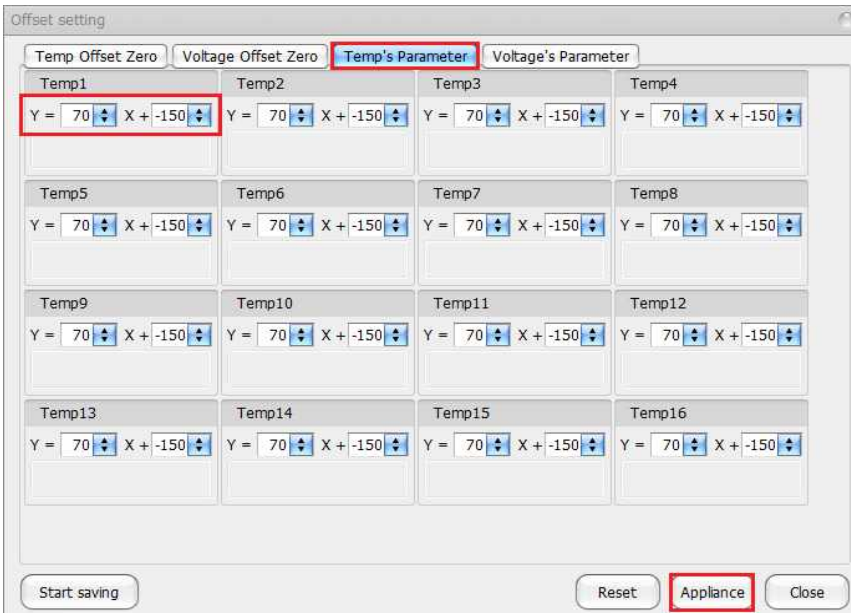 Offset setting
Temp Offset Zero Voltage Offset Zero Temp's Parameter Voltage's Parameter
Temp1 Temp2 Temp3 Temp4
Y = 70 X + -150 Y = 70 X + -150 Y = 70 X + -150 Y = 70 X + -150
Temp5 Temp6 Temp7 Temp8
Y = 70 X + -150 Y = 70 X + -150 Y = 70 X + -150 Y = 70 X + -150
Temp9 Temp10 Temp11 Temp12
Y = 70 X + -150 Y = 70 X + -150 Y = 70 X + -150 Y = 70 X + -150
Temp13 Temp14 Temp15 Temp16
Y = 70 X + -150 Y = 70 X + -150 Y = 70 X + -150 Y = 70 X + -150
Start saving Reset Appliance Close